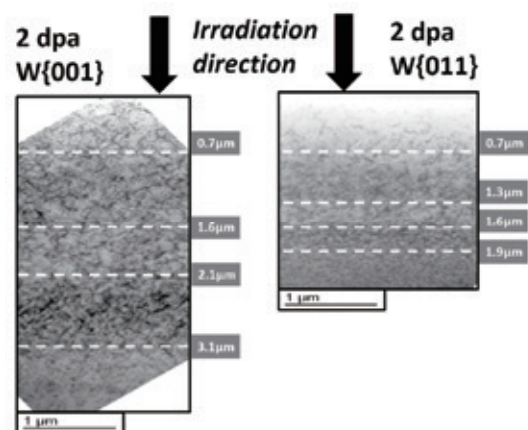 2 dpa
W{001}
Irradiation
direction
2 dpa
W{011}
0.7µm
1.6µm
2.1µm
3.1µm
1 µm
0.7µm
1.3µm
1.6µm
1.9µm
1 µm